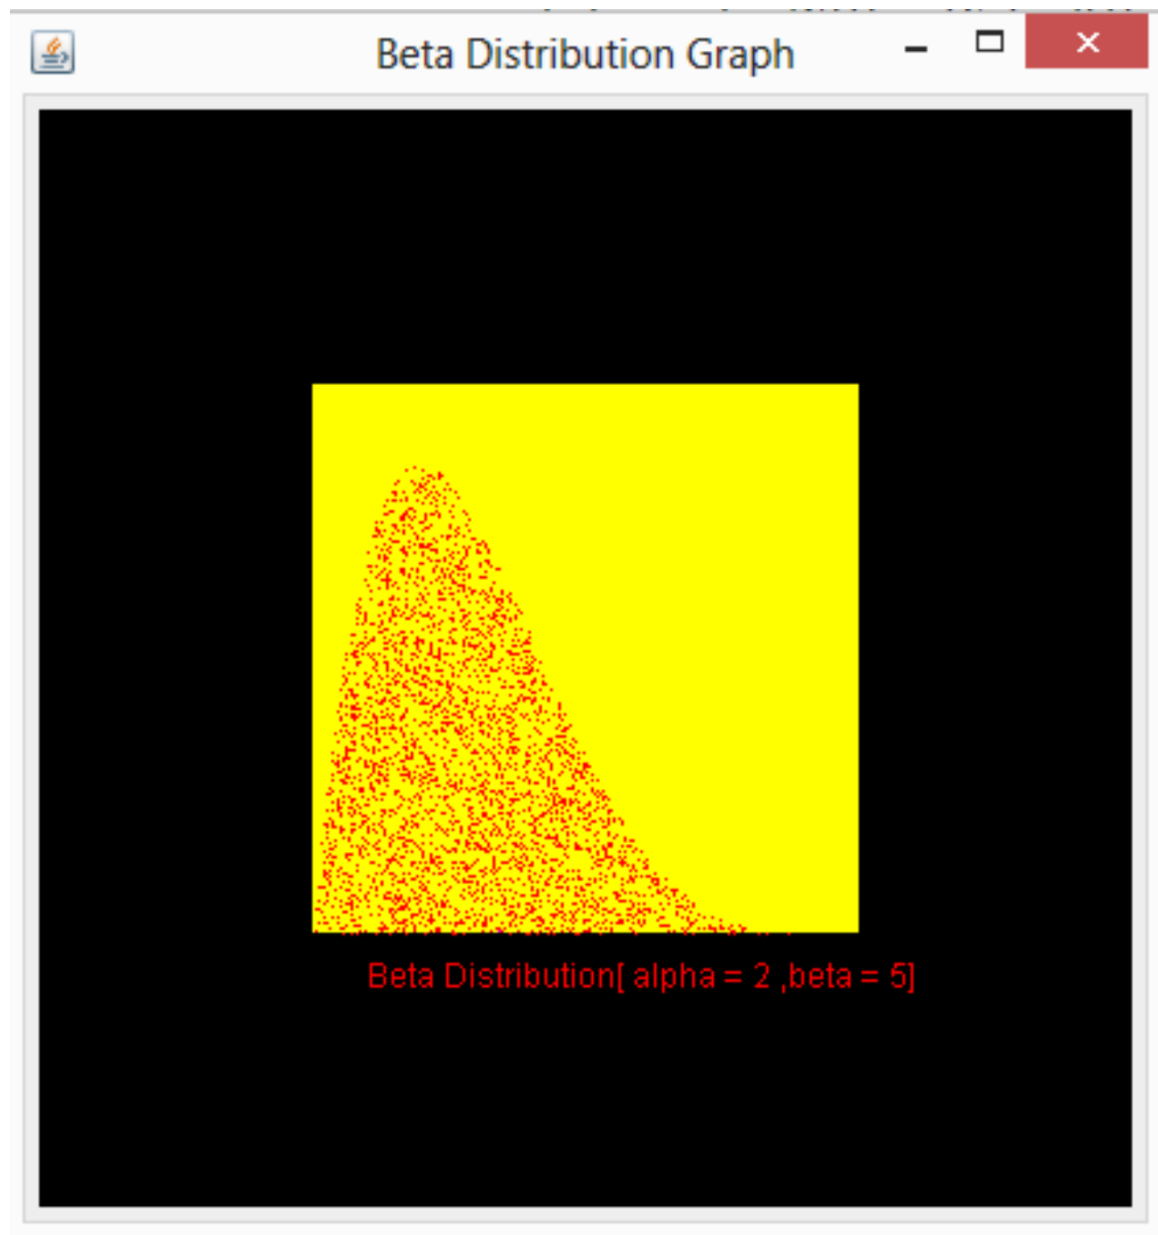 Beta Distribution Graph
Beta Distribution[ alpha = 2 ,beta = 5]